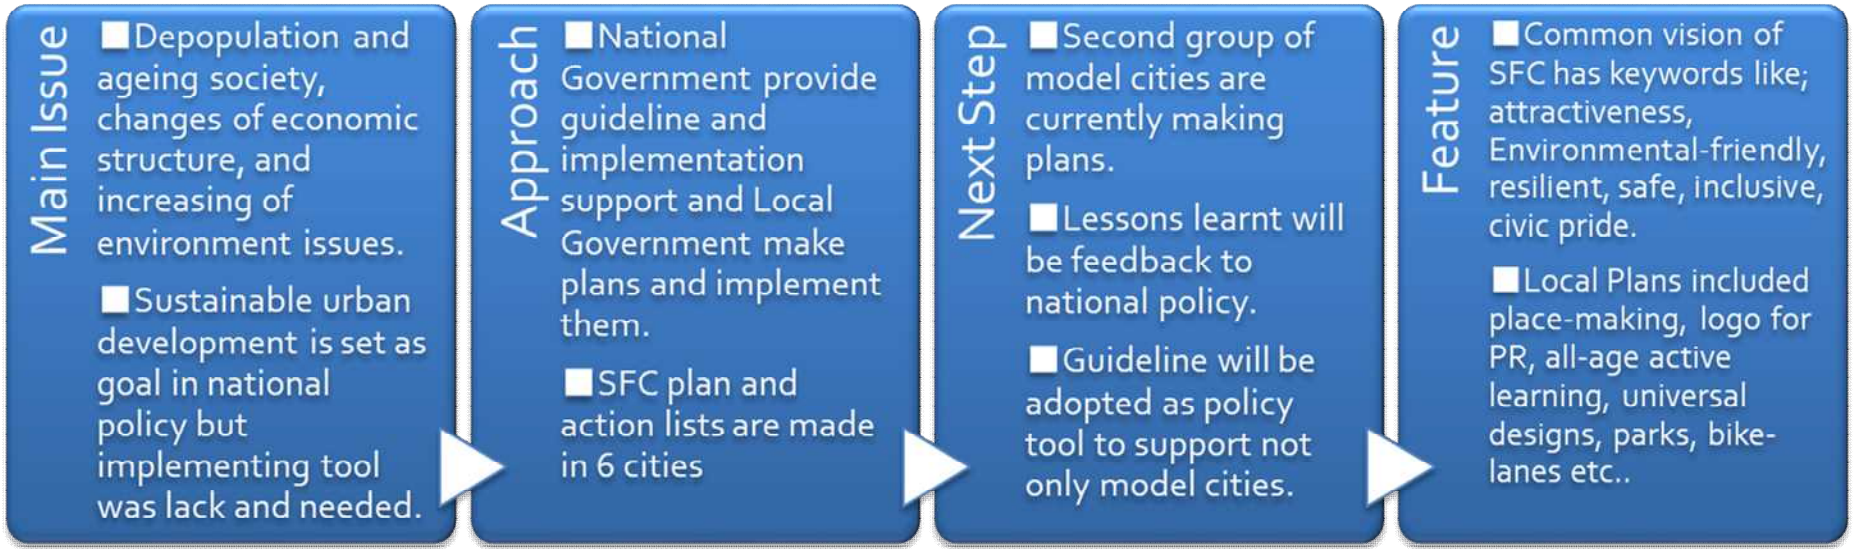 Main Issue
■Depopulation and
ageing society,
changes of economic
structure, and
increasing of
environment issues.
■Sustainable urban
development is set as
goal in national
policy but
implementing tool
was lack and needed.
Approach
■National
Government provide
guideline and
implementation
support and Local
Government make
plans and implement
them.
■SFC plan and
action lists are made
in 6 cities
Next Step
■Second group of
model cities are
currently making
plans.
■Lessons learnt will
be feedback to
national policy.
■Guideline will be
adopted as policy
tool to support not
only model cities.
Feature
■Common vision of
SFC has keywords like;
attractiveness,
Environmental-friendly,
resilient, safe, inclusive,
civic pride.
■Local Plans included
place-making, logo for
PR, all-age active
learning, universal
designs, parks, bike-
lanes etc..